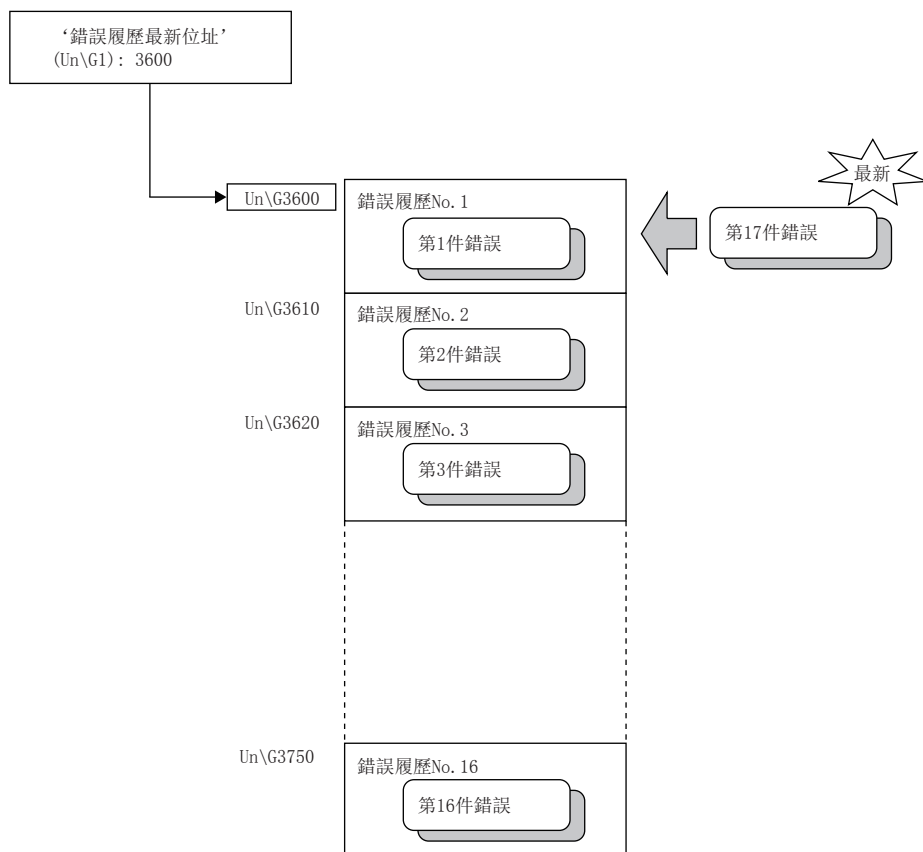 ‘錯誤履歷最新位址’
(Un\G1): 3600
最新
Un\G3600
錯誤履歷No.1
第1件錯誤
第17件錯誤
Un\G3610
錯誤履歷No.2
第2件錯誤
Un\G3620
錯誤履歷No.3
第3件錯誤
Un\G3750
錯誤履歷No.16
第16件錯誤